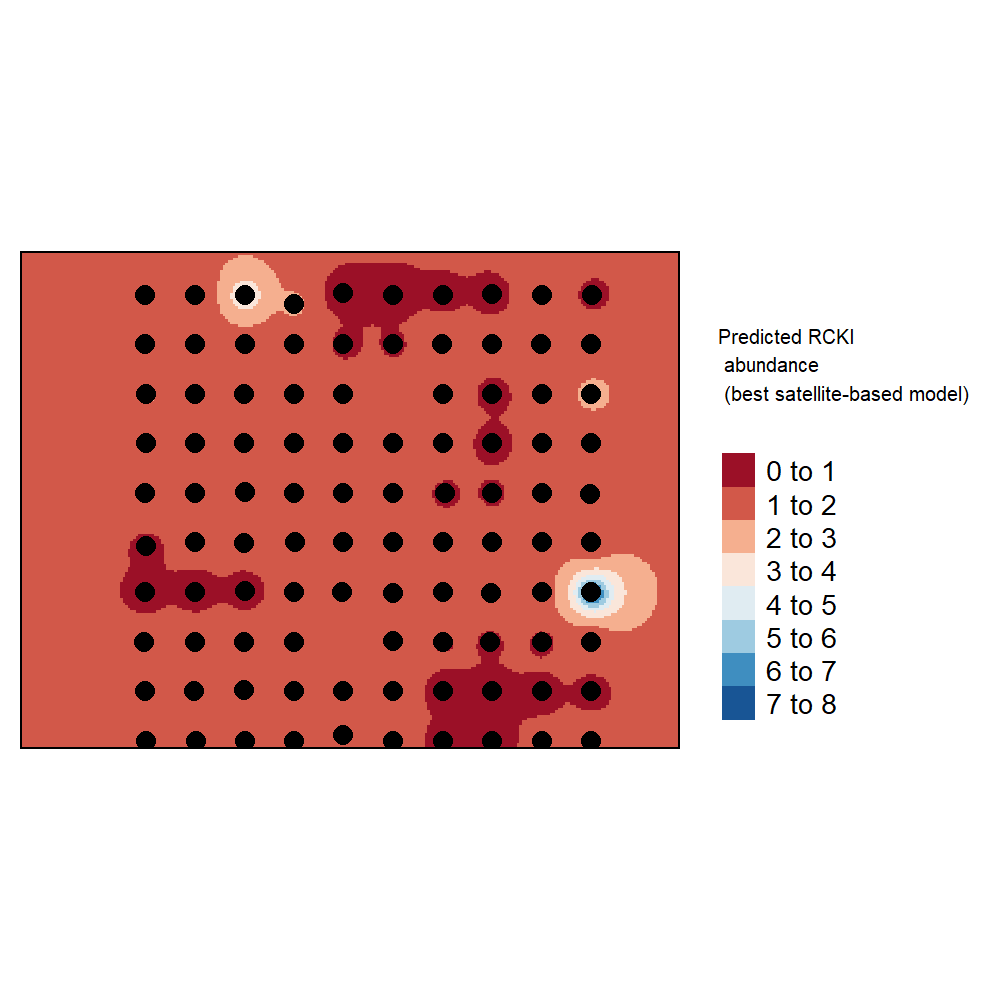 Predicted RCKI
abundance
(best satellite-based model)
0 to 1
1 to 2
2 to 3
3 to 4
4 to 5
5 to 6
6 to 7
7 to 8